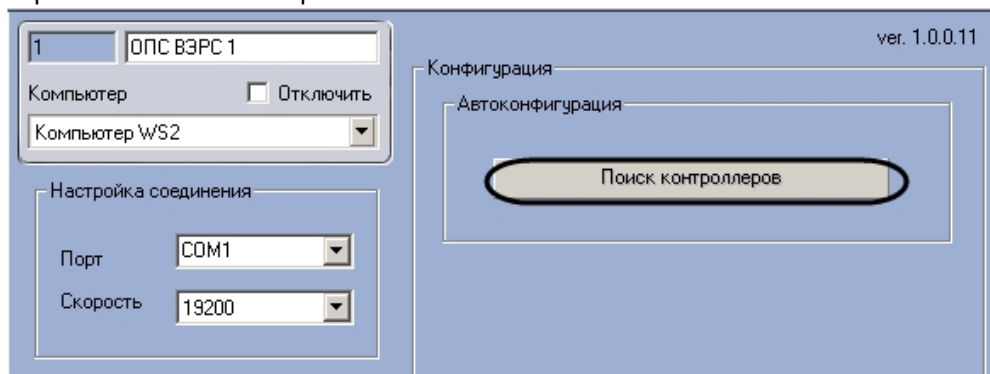 1
ОПС ВЭРС 1
ver. 1.0.0.11
Компьютер
Отключить
Компьютер WS2
Конфигурация
Автоконфигурация
Поиск контроллеров
Настройка соединения
Порт
COM1
Скорость
19200